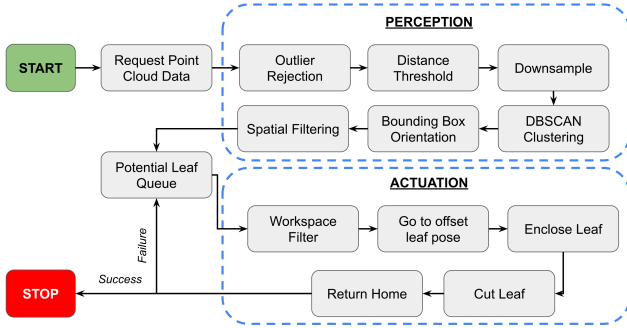 PERCEPTION
START
Request Point
Cloud Data
Outlier
Rejection
Distance
Threshold
Downsample
Spatial Filtering
Bounding Box
Orientation
DBSCAN
Clustering
Potential Leaf
Queue
ACTUATION
Workspace
Filter
Go to offset
leaf pose
Enclose Leaf
Failure
Success
STOP
Return Home
Cut Leaf